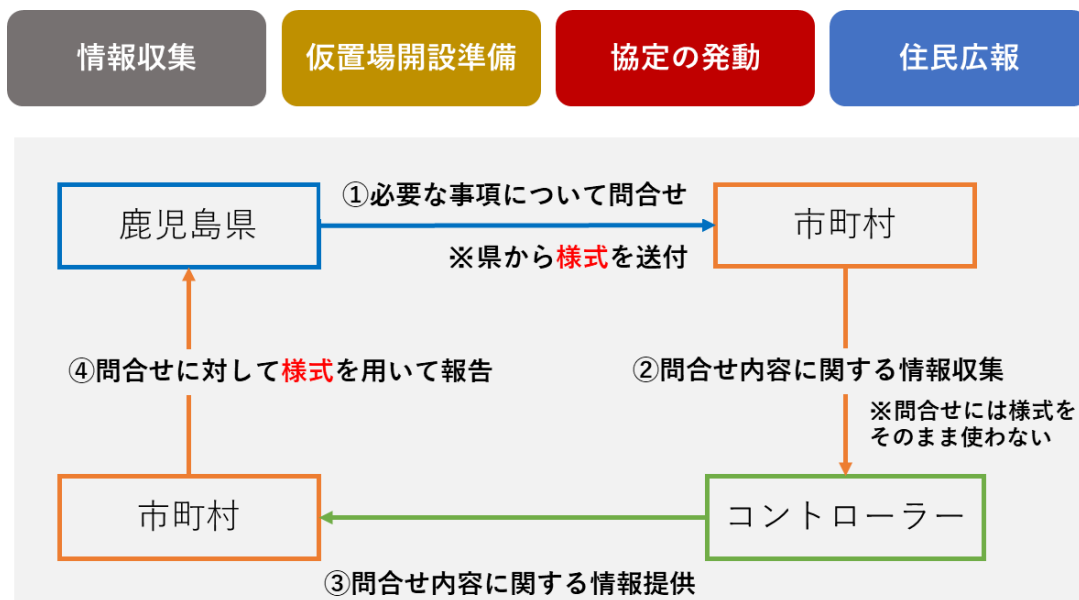 情報収集
仮置場開設準備
協定の発動
住民広報
鹿児島県
①必要な事項について問合せ
※県から様式を送付
市町村
④問合せに対して様式を用いて報告
②問合せ内容に関する情報収集
※問合せには様式を
そのまま使わない
市町村
コントローラー
③問合せ内容に関する情報提供